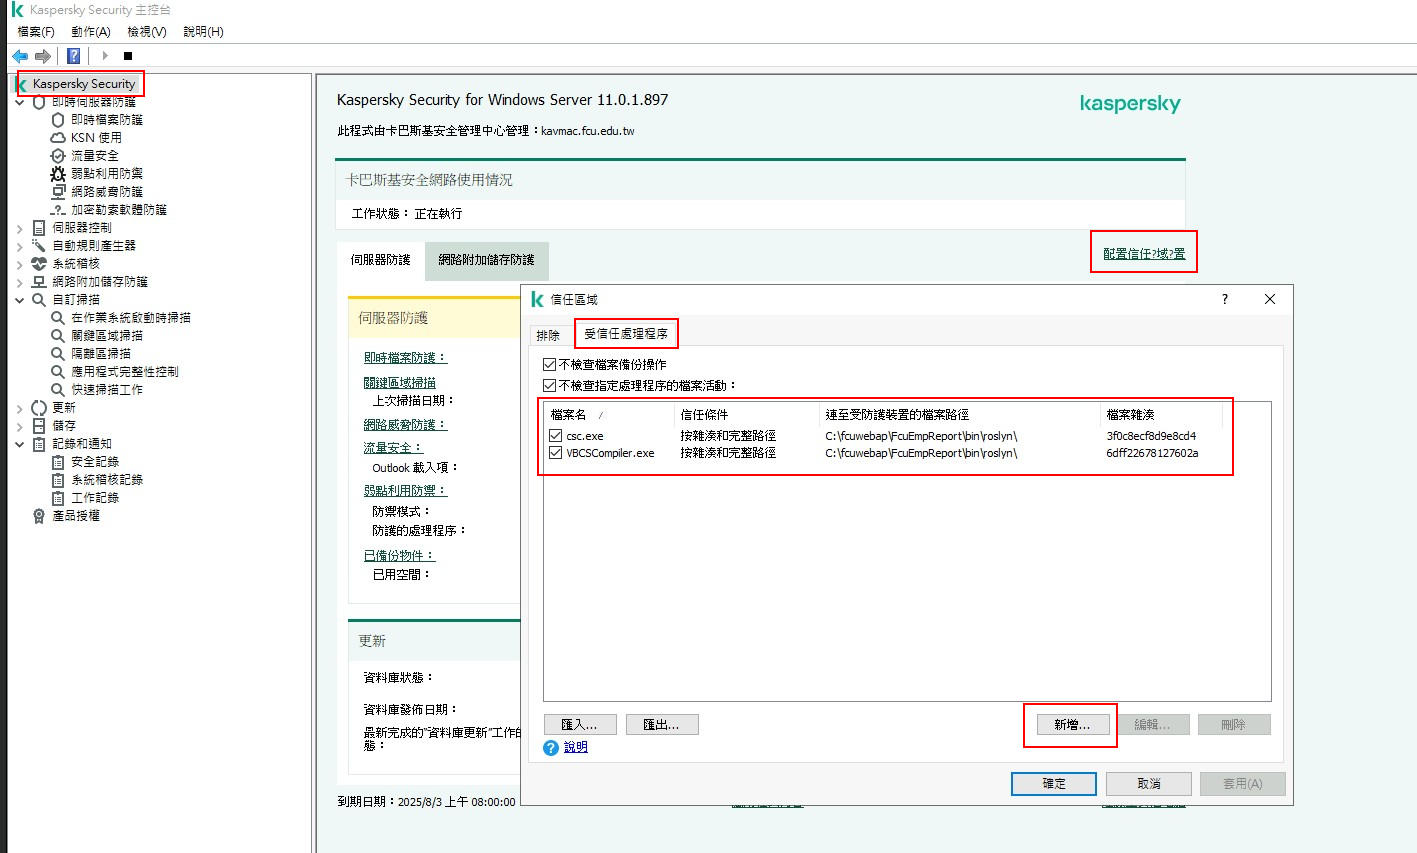 Kaspersky Security 主控台
檔案(F) 動作(A) 檢視(V) 說明(H)
Kaspersky Security
即時伺服器防護
即時檔案防護
KSN 使用
流量安全
弱點利用防禦
網路威脅防護
加密勒索軟體防護
伺服器控制
自動規則產生器
系統稽核
網路附加儲存防護
自訂掃描
在作業系統啟動時掃描
關鍵區域掃描
隔離區掃描
應用程式完整性控制
快速掃描工作
更新
儲存
記錄和通知
安全記錄
系統稽核記錄
工作記錄
產品授權
Kaspersky Security for Windows Server 11.0.1.897
kaspersky
此程式由卡巴斯基安全管理中心管理：kavmac.fcu.edu.tw
卡巴斯基安全網路使用情況
工作狀態： 正在執行
伺服器防護 網路附加儲存防護
配置信任?域?置
伺服器防護
即時檔案防護：
關鍵區域掃描
上次掃描日期：
網路威脅防護：
流量安全：
Outlook 載入項：
弱點利用防禦：
防禦模式：
防護的處理程序：
已備份物件：
已用空間：
更新
資料庫狀態：
資料庫發佈日期：
最新完成的"資料庫更新"工作的
態：
到期日期：2025/8/3 上午 08:00:00
信任區域 ?
排除 受信任處理程序
不檢查檔案備份操作
不檢查指定處理程序的檔案活動：
檔案名 / 信任條件 連至受防護裝置的檔案路徑 檔案雜湊
csc.exe 按雜湊和完整路徑 C:\fcuwebap\FcuEmpReport\bin\roslyn\ 3f0c8ecf8d9e8cd4
VBCSCompiler.exe 按雜湊和完整路徑 C:\fcuwebap\FcuEmpReport\bin\roslyn\ 6dff22678127602a
匯入... 匯出... 新增... 編輯... 刪除
? 說明
確定 取消 套用(A)